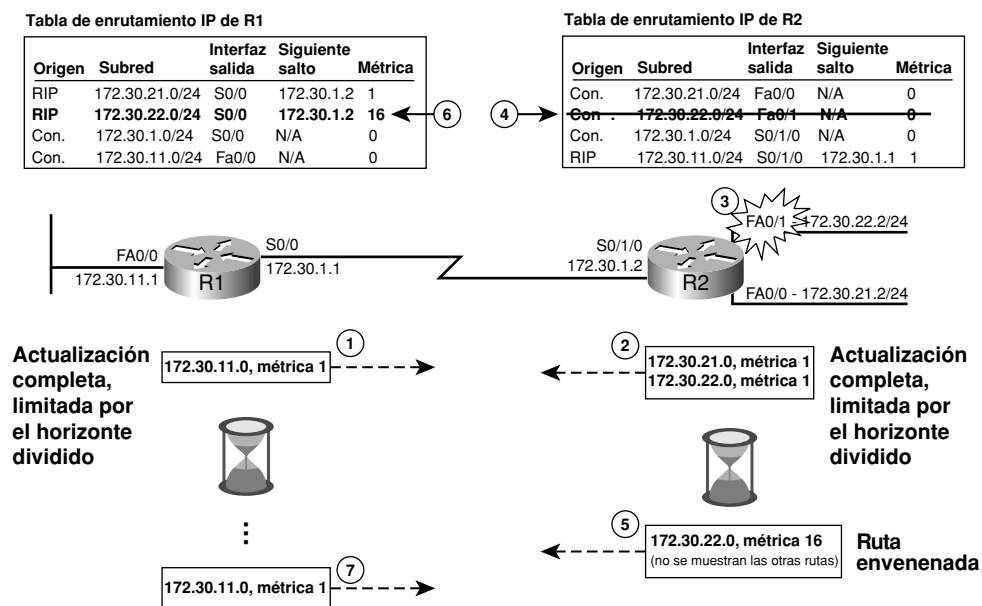 Tabla de enrutamiento IP de R1
Interfaz Siguiente
Origen Subred salida salto Métrica
RIP 172.30.21.0/24 S0/0 172.30.1.2 1
RIP 172.30.22.0/24 S0/0 172.30.1.2 16
Con. 172.30.1.0/24 S0/0 N/A 0
Con. 172.30.11.0/24 Fa0/0 N/A 0
6
Tabla de enrutamiento IP de R2
Interfaz Siguiente
Origen Subred salida salto Métrica
Con. 172.30.21.0/24 Fa0/0 N/A 0
Con . 172.30.22.0/24 Fa0/1 N/A 0
Con. 172.30.1.0/24 S0/1/0 N/A 0
RIP 172.30.11.0/24 S0/1/0 172.30.1.1 1
4
3
FA0/1 - 172.30.22.2/24
FA0/0
172.30.11.1
R1
S0/0
172.30.1.1
S0/1/0
172.30.1.2
R2
FA0/0 - 172.30.21.2/24
Actualización
completa,
limitada por
el horizonte
dividido
1
172.30.11.0, métrica 1
2
172.30.21.0, métrica 1
172.30.22.0, métrica 1
Actualización
completa,
limitada por
el horizonte
dividido
5
172.30.22.0, métrica 16
(no se muestran las otras rutas)
Ruta
envenenada
7
172.30.11.0, métrica 1